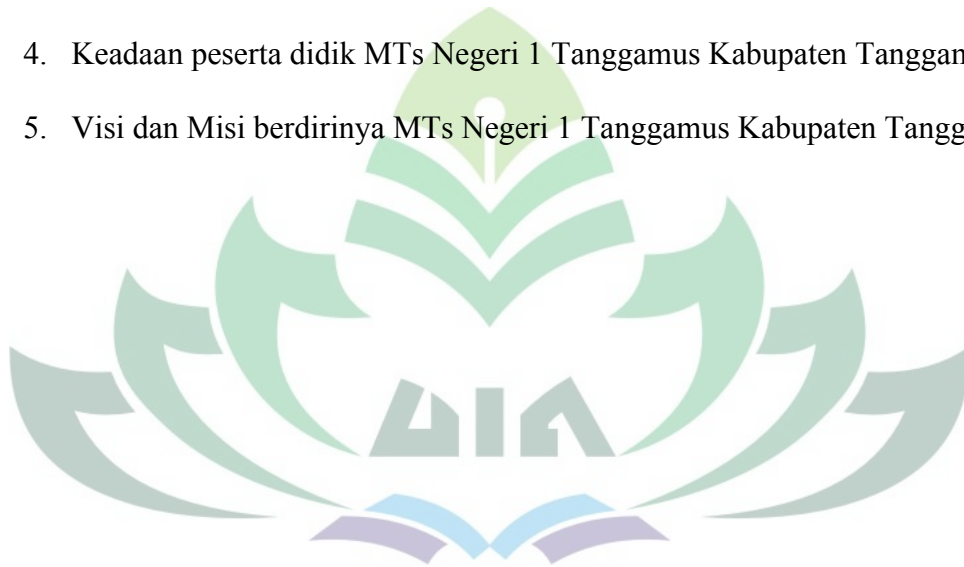 4. Keadaan peserta didik MTs Negeri 1 Tanggamus Kabupaten
5. Visi dan Misi berdirinya MTs Negeri 1 Tanggamus Kabupaten
UIN